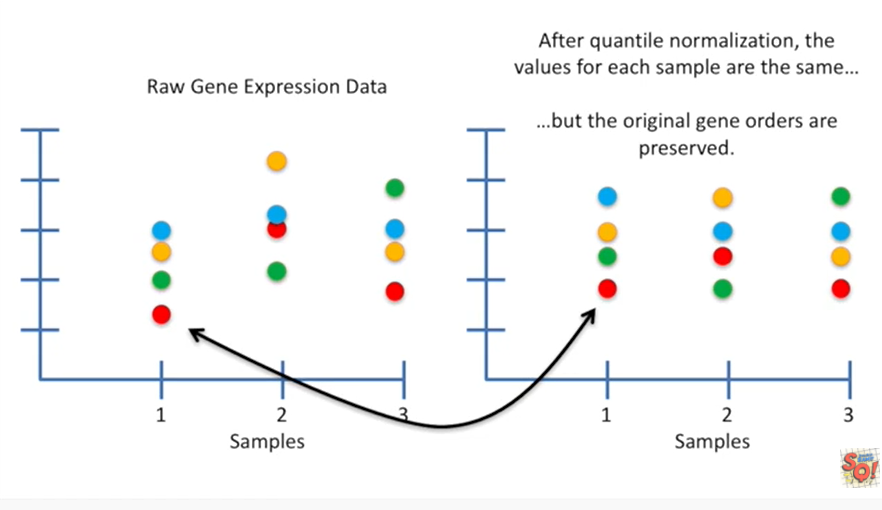 Raw Gene Expression Data
1
2
3
Samples
After quantile normalization, the
values for each sample are the same...
...but the original gene orders are
preserved.
1
2
3
Samples
SQ!